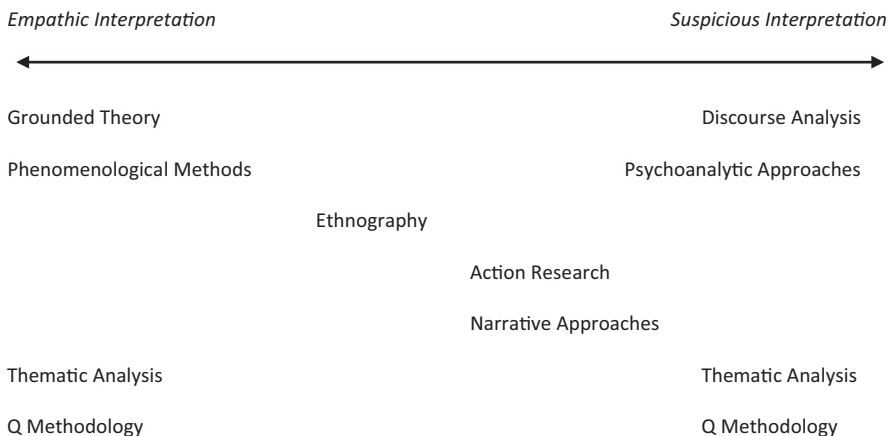 Empathic Interpretation Suspicious Interpretation
Grounded Theory Discourse Analysis
Phenomenological Methods Psychoanalytic Approaches
Ethnography
Action Research
Narrative Approaches
Thematic Analysis Thematic Analysis
Q Methodology Q Methodology